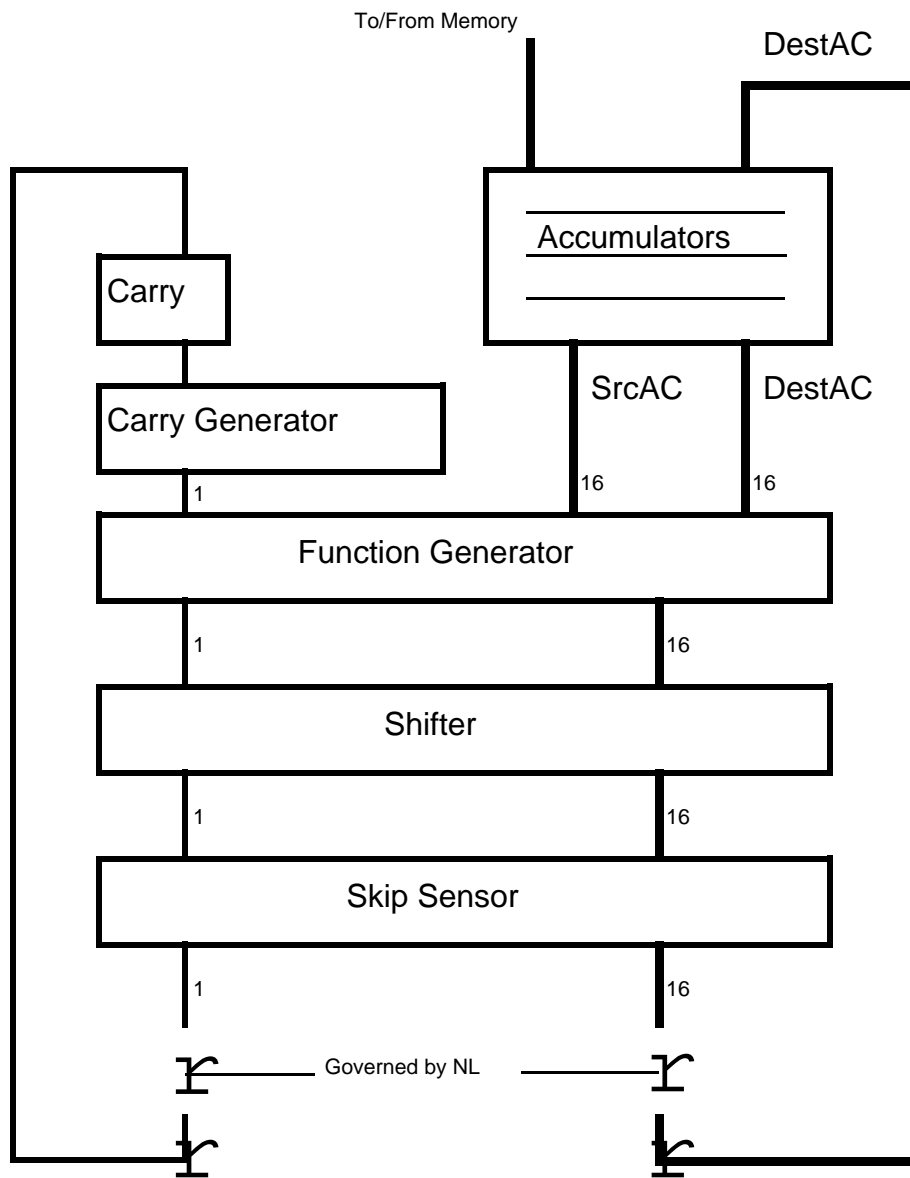 To/From Memory
DestAC
Accumulators
Carry
SrcAC
DestAC
Carry Generator
1
16
16
Function Generator
1
16
Shifter
1
16
Skip Sensor
1
16
Governed by NL